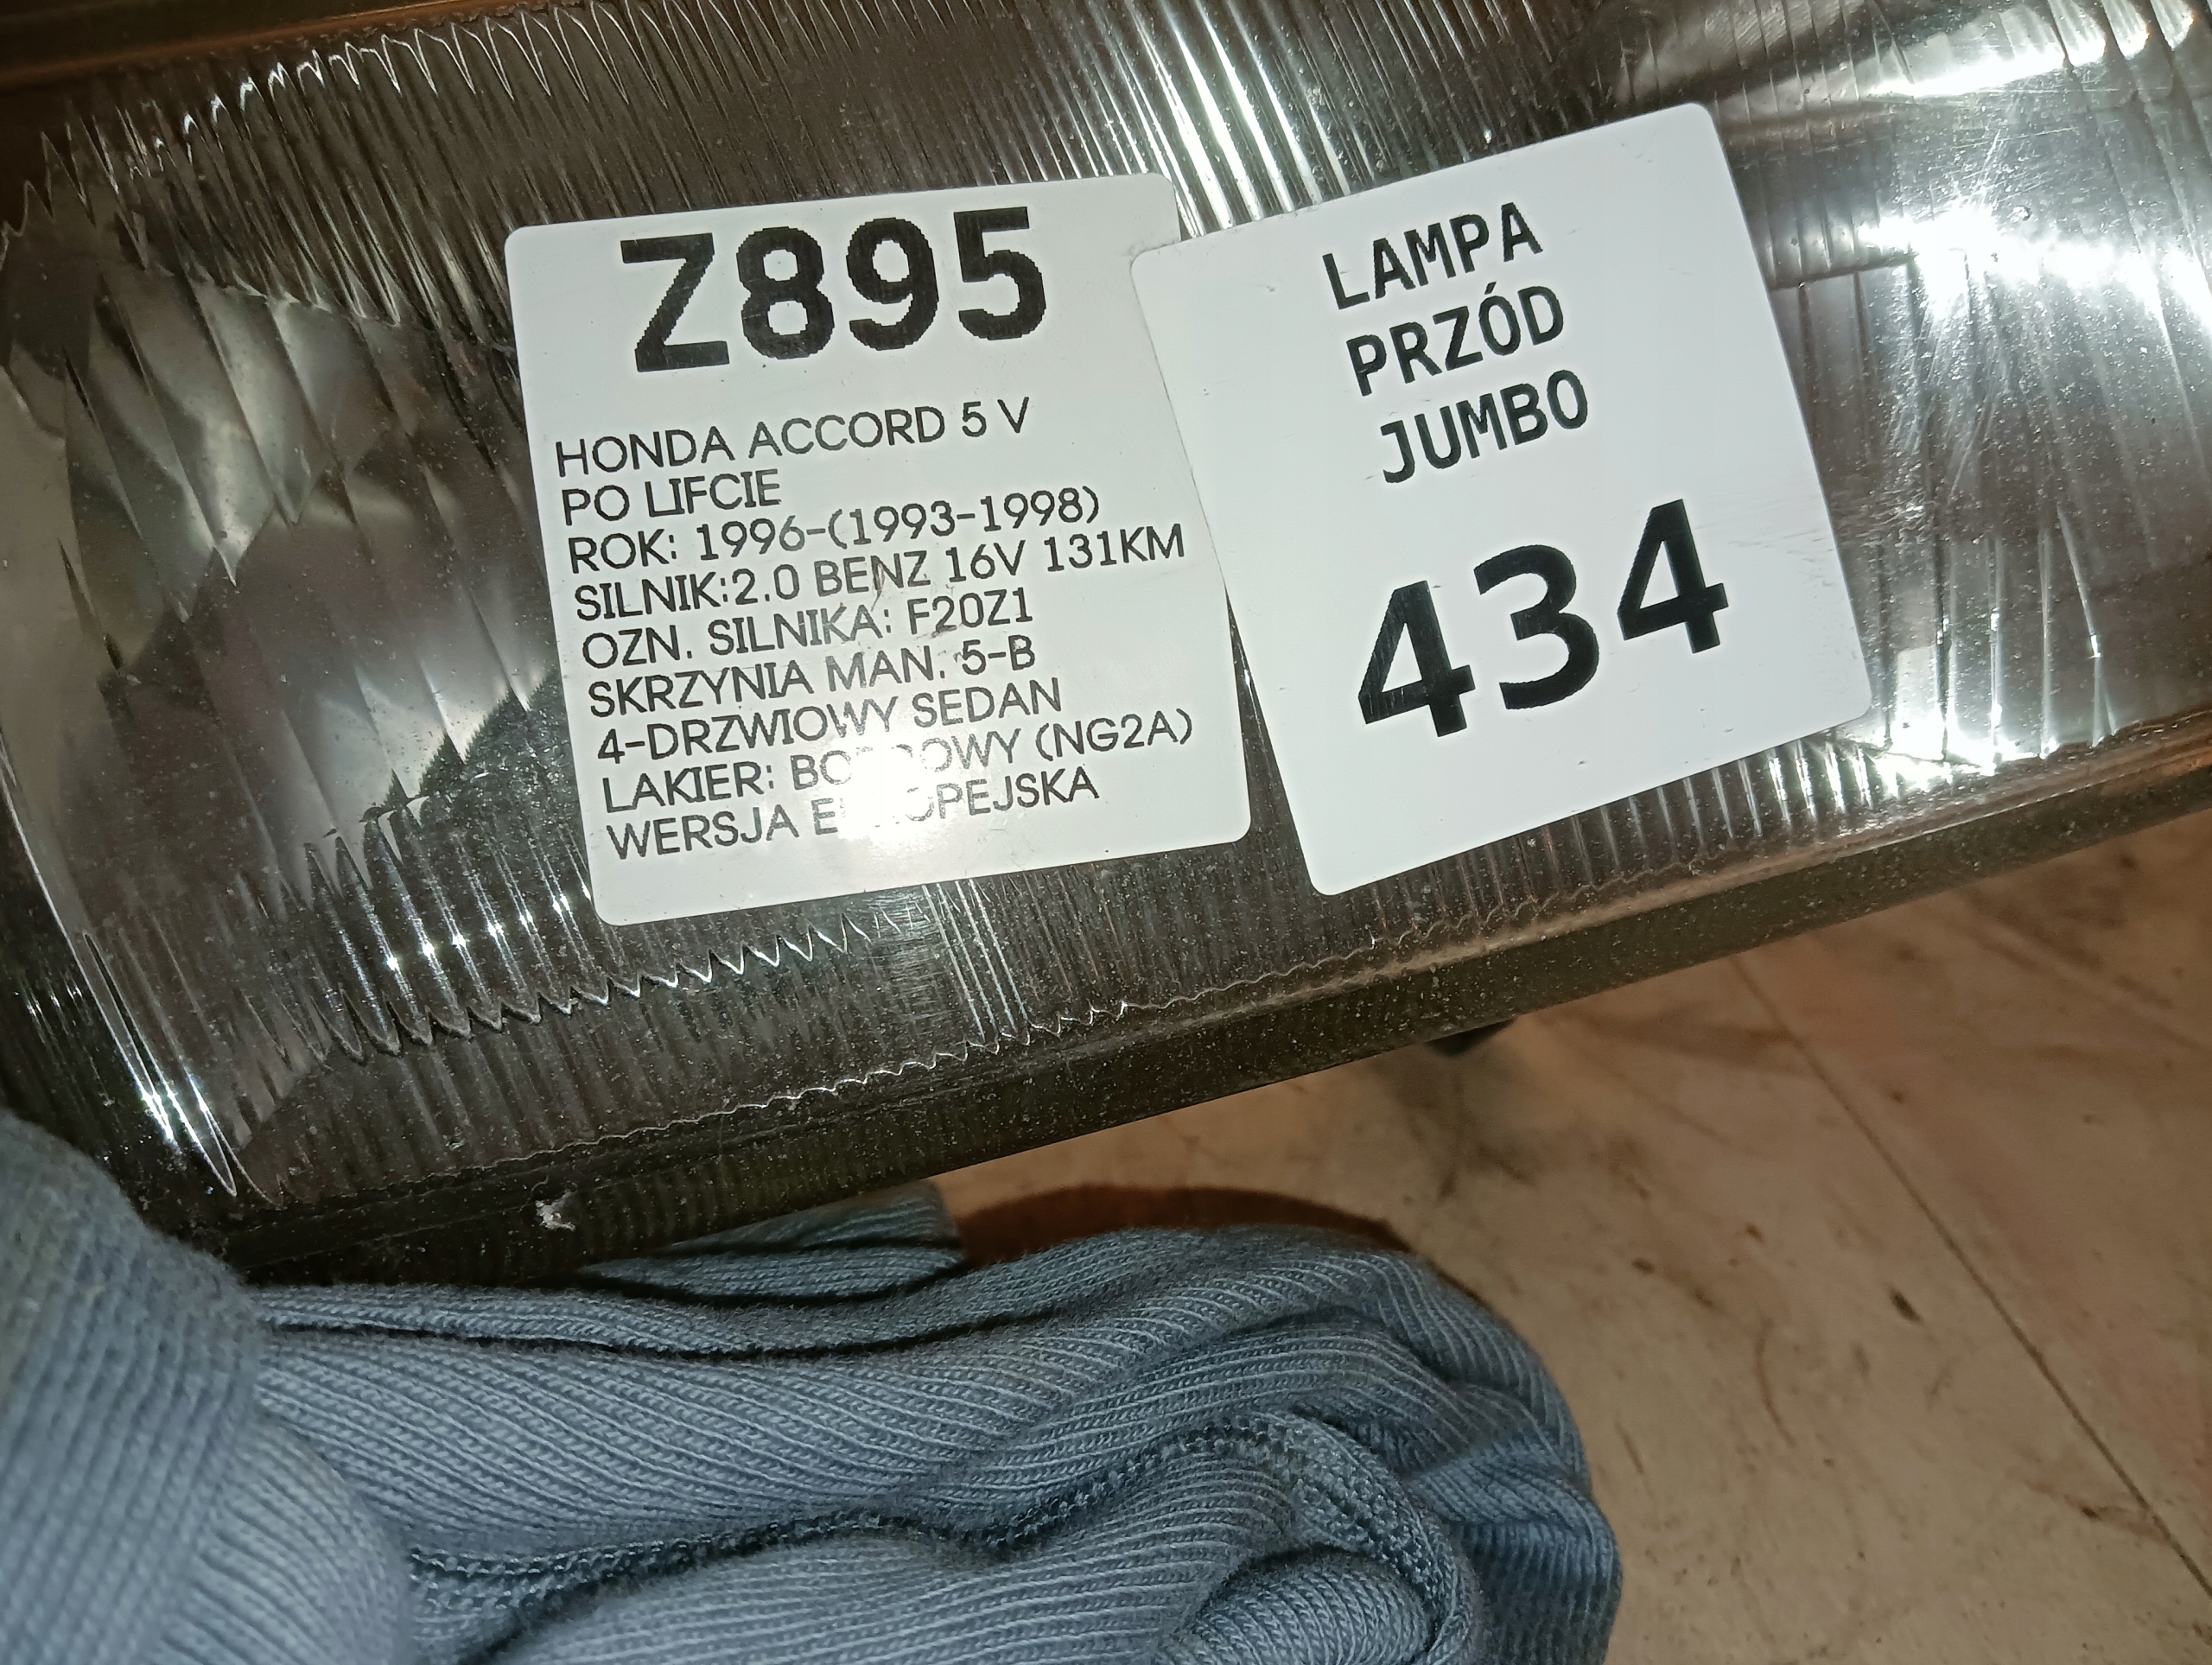 Z895
HONDA ACCORD 5 V
PO LIFCIE
ROK: 1996-(1993-1998)
SILNIK:2.0 BENZ 16V 131KM
OZN. SILNIKA: F20Z1
SKRZYNIA MAN. 5-B
4-DRZWIOWY SEDAN
LAKIER: (NG2A)
WERSJA
LAMPA
PRZÓD
JUMBO
434